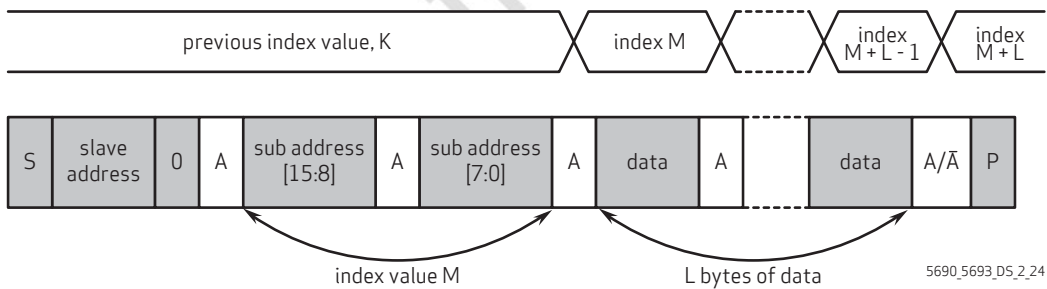 previous index value, K
index M
index
M + L - 1
index
M + L
S
slave
address
0
A
sub address
[15:8]
A
sub address
[7:0]
A
data
A
data
A/Ā
P
index value M
L bytes of data
5690_5693_DS_2_24